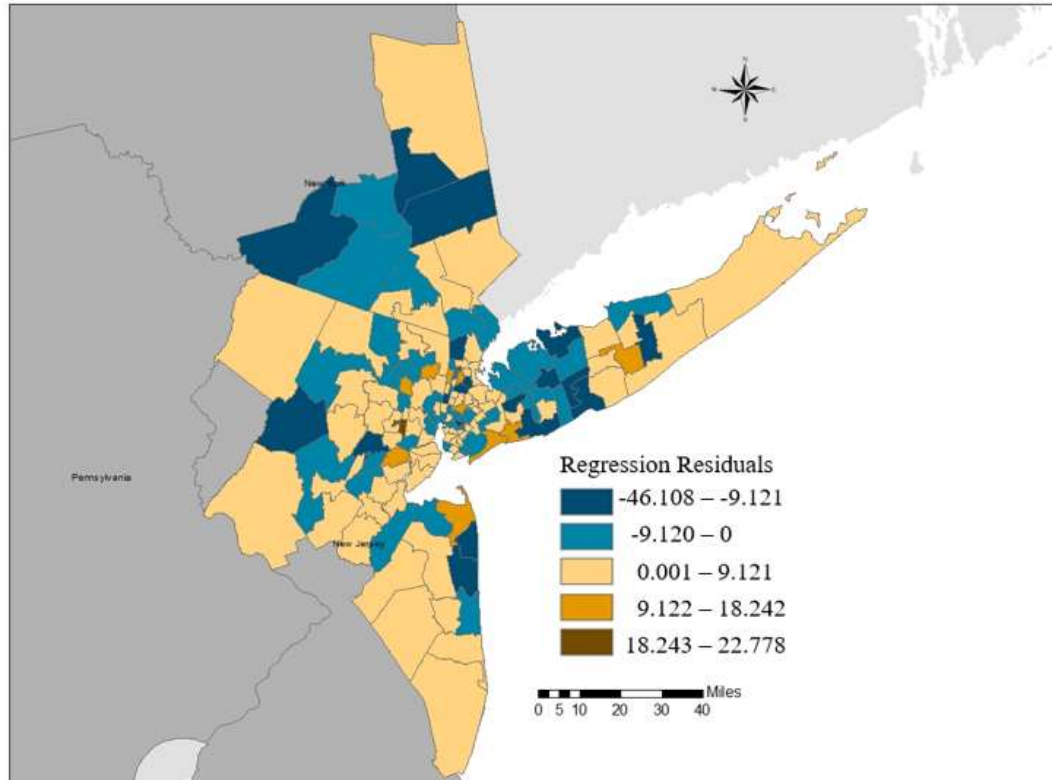 N
W
E
S
New York
Pennsylvania
New Jersey
Regression Residuals
-46.108 – -9.121
-9.120 – 0
0.001 – 9.121
9.122 – 18.242
18.243 – 22.778
Miles
0 5 10 20 30 40